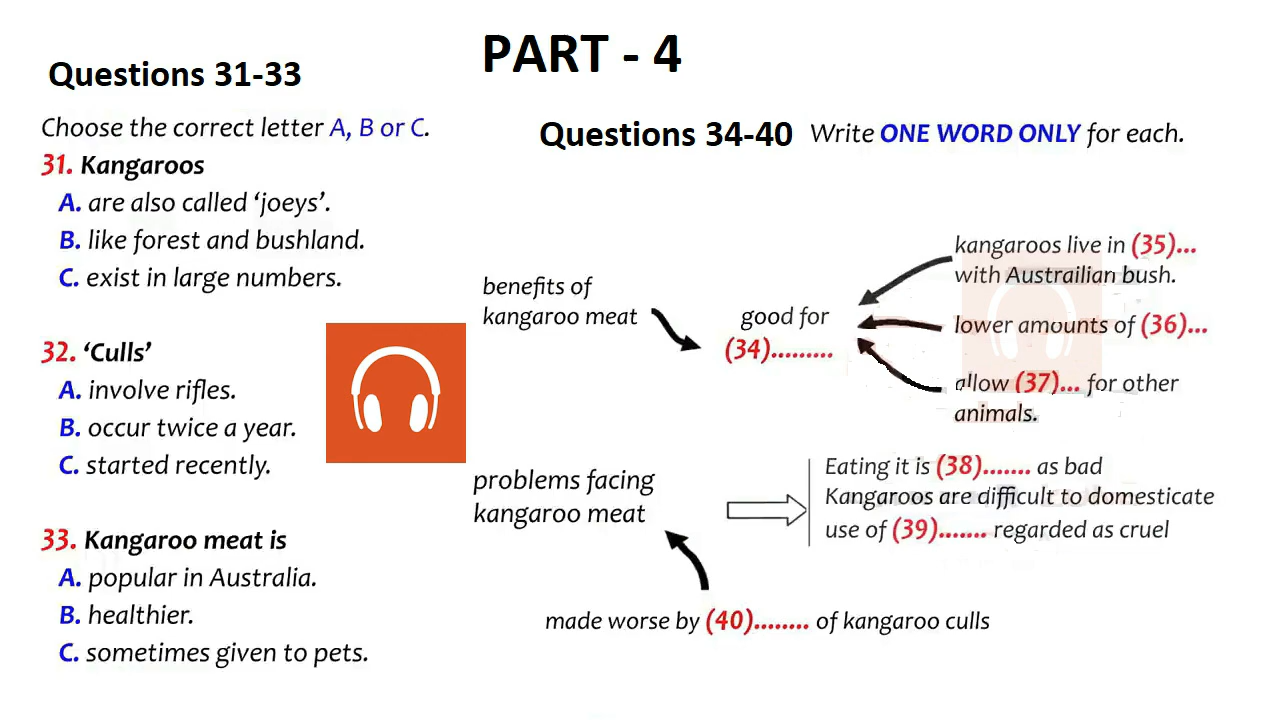 PART - 4
Questions 31-33
Choose the correct letter A, B or C.
31. Kangaroos
A. are also called ‘joeys’.
B. like forest and bushland.
C. exist in large numbers.
32. ‘Culls’
A. involve rifles.
B. occur twice a year.
C. started recently.
33. Kangaroo meat is
A. popular in Australia.
B. healthier.
C. sometimes given to pets.
Questions 34-40 Write ONE WORD ONLY for each.
benefits of
kangaroo meat
good for
(34).........
kangaroos live in (35)...
with Austrailian bush.
lower amounts of (36)...
allow (37)... for other
animals.
problems facing
kangaroo meat
Eating it is (38)....... as bad
Kangaroos are difficult to domesticate
use of (39)....... regarded as cruel
made worse by (40)........ of kangaroo culls